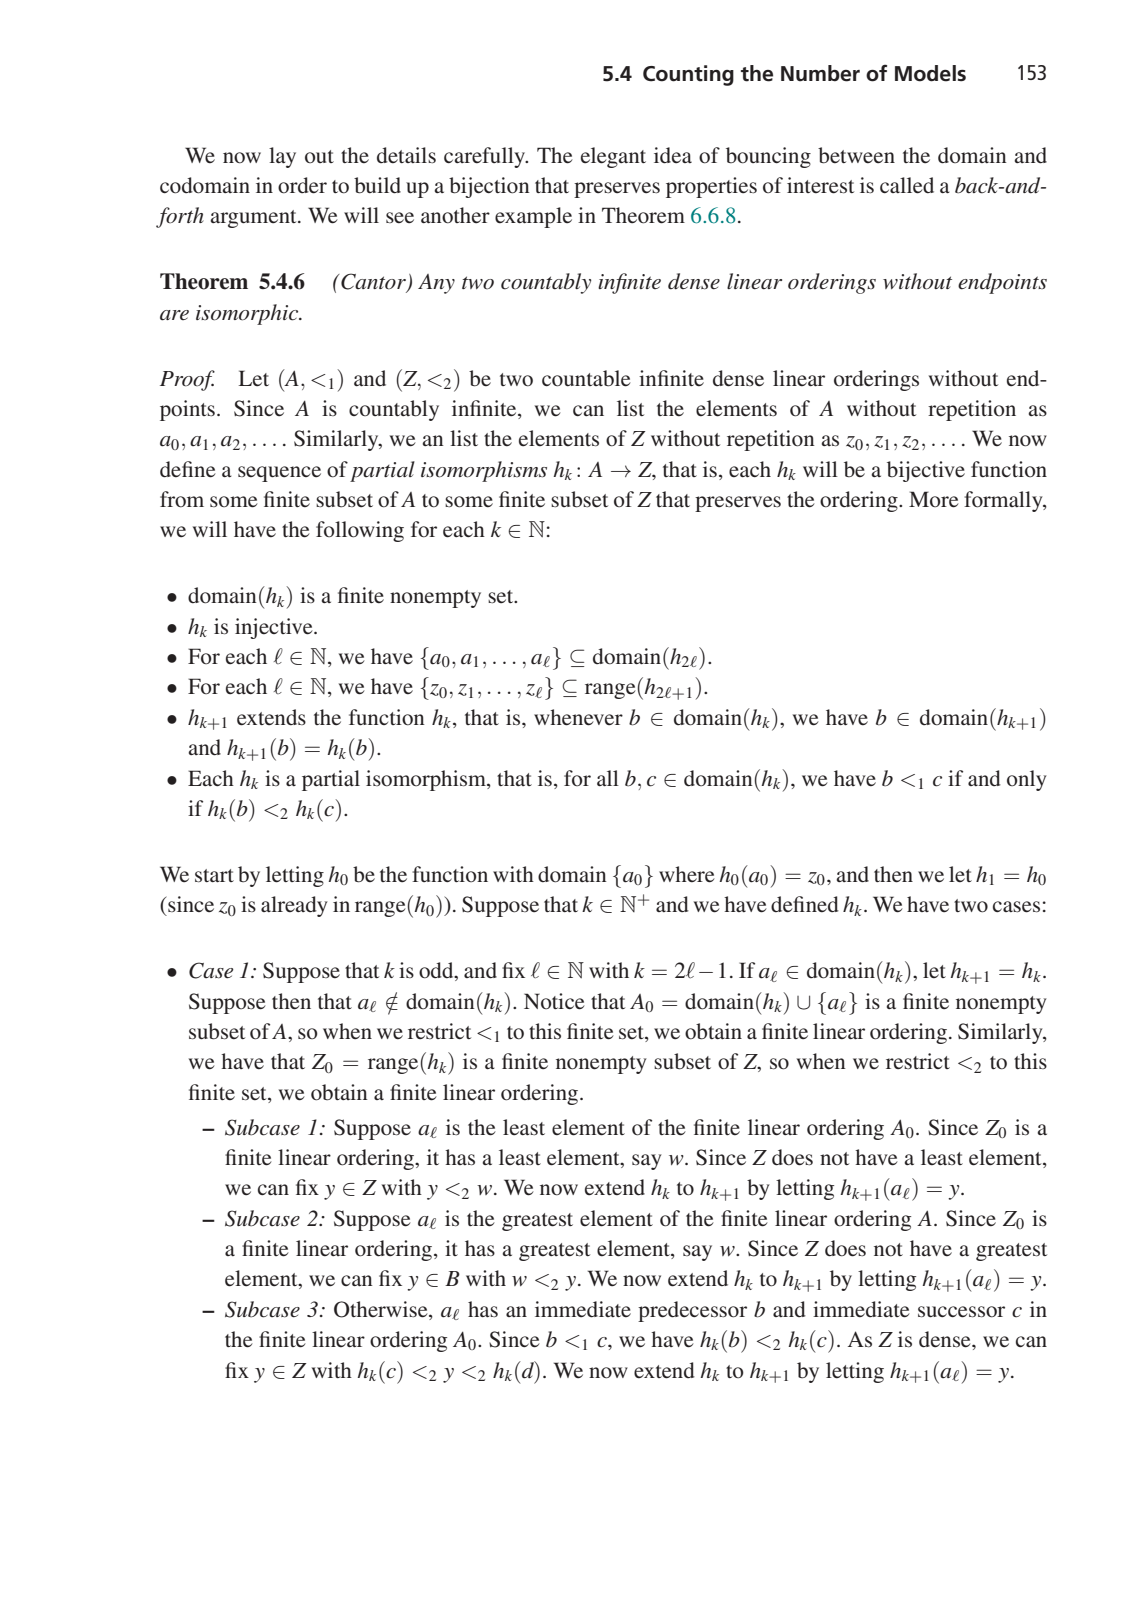 5.4 Counting the Number of Models 153
We now lay out the details carefully. The elegant idea of bouncing between the domain and
codomain in order to build up a bijection that preserves properties of interest is called a back-and-
forth argument. We will see another example in Theorem 6.6.8.
Theorem 5.4.6 (Cantor) Any two countably infinite dense linear orderings without endpoints
are isomorphic.
Proof. Let (A, <₁) and (Z, <₂) be two countable infinite dense linear orderings without end-
points. Since A is countably infinite, we can list the elements of A without repetition as
a₀, a₁, a₂, . . . . Similarly, we an list the elements of Z without repetition as z₀, z₁, z₂, . . . . We now
define a sequence of partial isomorphisms hₖ : A → Z, that is, each hₖ will be a bijective function
from some finite subset of A to some finite subset of Z that preserves the ordering. More formally,
we will have the following for each k ∈ ℕ:
• domain(hₖ) is a finite nonempty set.
• hₖ is injective.
• For each ℓ ∈ ℕ, we have {a₀, a₁, . . . , a_ℓ} ⊆ domain(h₂ℓ).
• For each ℓ ∈ ℕ, we have {z₀, z₁, . . . , z_ℓ} ⊆ range(h₂ℓ₊₁).
• hₖ₊₁ extends the function hₖ, that is, whenever b ∈ domain(hₖ), we have b ∈ domain(hₖ₊₁)
and hₖ₊₁(b) = hₖ(b).
• Each hₖ is a partial isomorphism, that is, for all b, c ∈ domain(hₖ), we have b <₁ c if and only
if hₖ(b) <₂ hₖ(c).
We start by letting h₀ be the function with domain {a₀} where h₀(a₀) = z₀, and then we let h₁ = h₀
(since z₀ is already in range(h₀)). Suppose that k ∈ ℕ⁺ and we have defined hₖ. We have two cases:
• Case 1: Suppose that k is odd, and fix ℓ ∈ ℕ with k = 2ℓ − 1. If a_ℓ ∈ domain(hₖ), let hₖ₊₁ = hₖ.
Suppose then that a_ℓ ∉ domain(hₖ). Notice that A₀ = domain(hₖ) ∪ {a_ℓ} is a finite nonempty
subset of A, so when we restrict <₁ to this finite set, we obtain a finite linear ordering. Similarly,
we have that Z₀ = range(hₖ) is a finite nonempty subset of Z, so when we restrict <₂ to this
finite set, we obtain a finite linear ordering.
– Subcase 1: Suppose a_ℓ is the least element of the finite linear ordering A₀. Since Z₀ is a
finite linear ordering, it has a least element, say w. Since Z does not have a least element,
we can fix y ∈ Z with y <₂ w. We now extend hₖ to hₖ₊₁ by letting hₖ₊₁(a_ℓ) = y.
– Subcase 2: Suppose a_ℓ is the greatest element of the finite linear ordering A. Since Z₀ is
a finite linear ordering, it has a greatest element, say w. Since Z does not have a greatest
element, we can fix y ∈ B with w <₂ y. We now extend hₖ to hₖ₊₁ by letting hₖ₊₁(a_ℓ) = y.
– Subcase 3: Otherwise, a_ℓ has an immediate predecessor b and immediate successor c in
the finite linear ordering A₀. Since b <₁ c, we have hₖ(b) <₂ hₖ(c). As Z is dense, we can
fix y ∈ Z with hₖ(c) <₂ y <₂ hₖ(d). We now extend hₖ to hₖ₊₁ by letting hₖ₊₁(a_ℓ) = y.